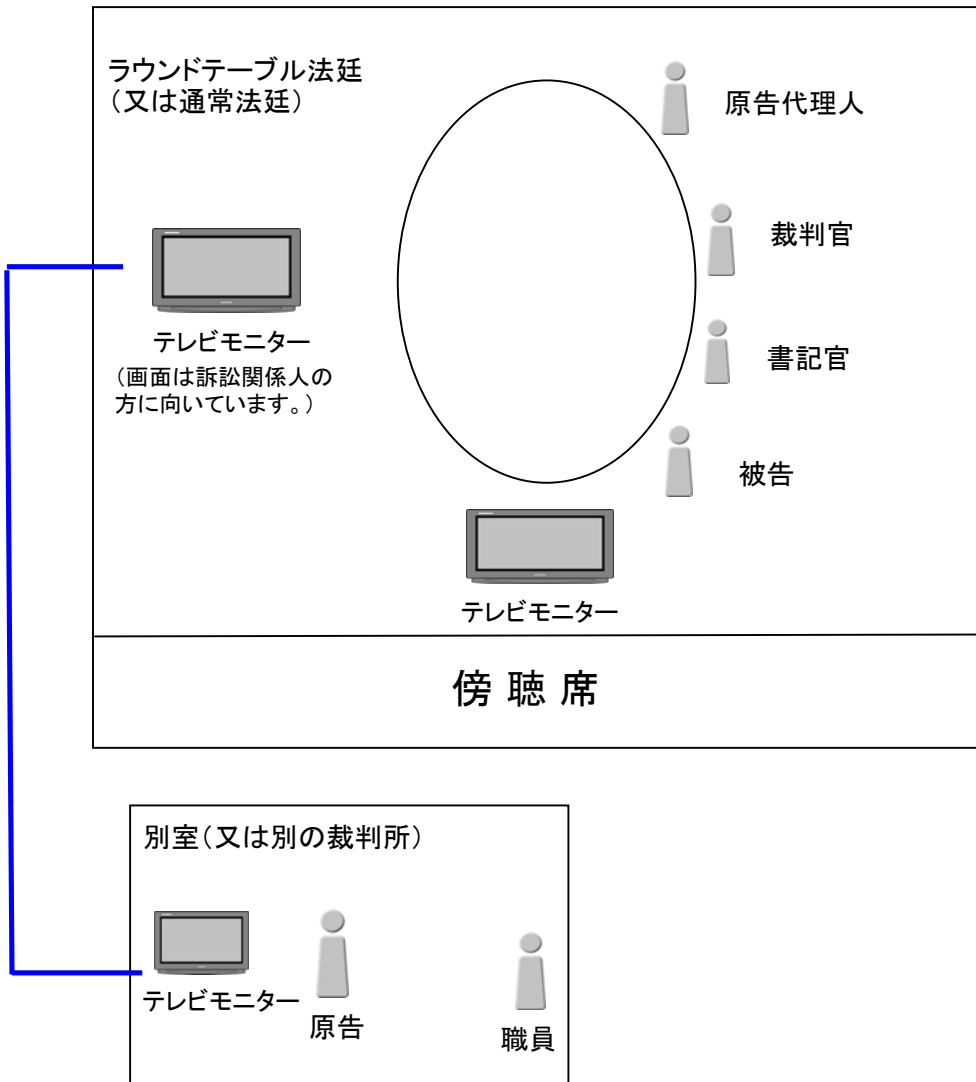 ラウンドテーブル法廷
(又は通常法廷)
原告代理人
裁判官
テレビモニター
(画面は訴訟関係人の
方に向いています。)
書記官
被告
テレビモニター
傍聴席
別室(又は別の裁判所)
テレビモニター
原告
職員